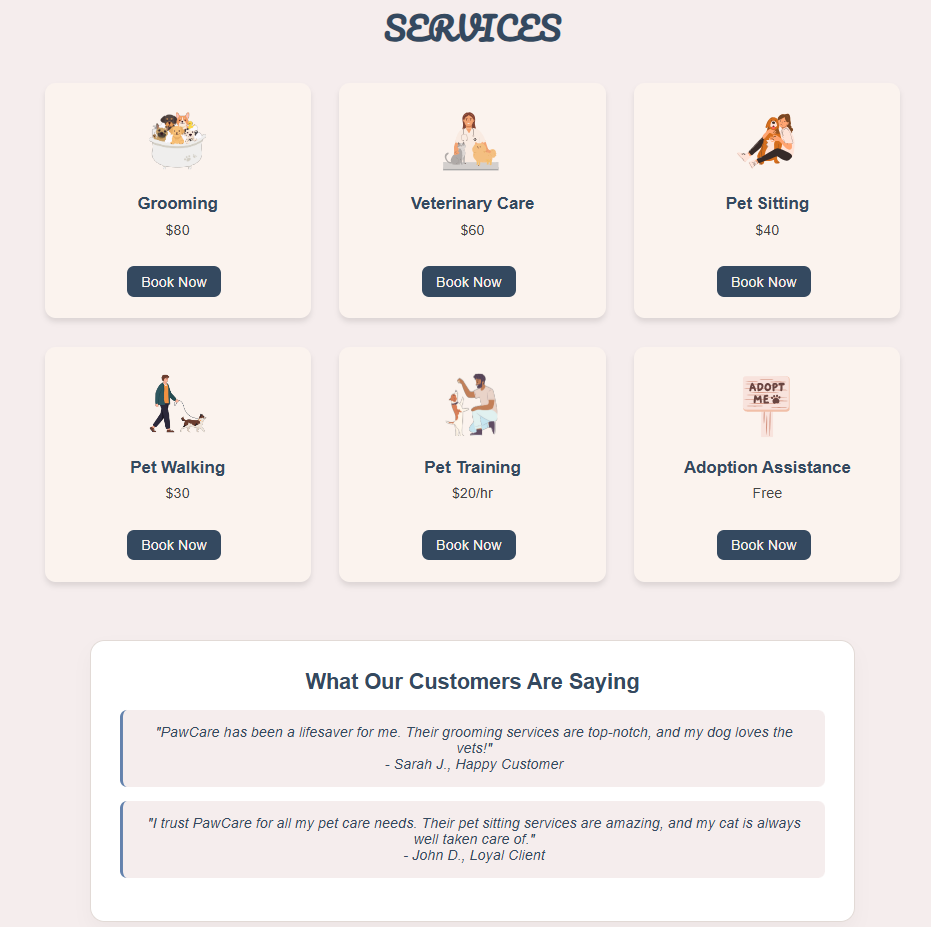 SERVICES
Grooming
$80
Book Now
Veterinary Care
$60
Book Now
Pet Sitting
$40
Book Now
Pet Walking
$30
Book Now
Pet Training
$20/hr
Book Now
ADOPT
ME
Adoption Assistance
Free
Book Now
What Our Customers Are Saying
"PawCare has been a lifesaver for me. Their grooming services are top-notch, and my dog loves the
vets!"
- Sarah J., Happy Customer
"I trust PawCare for all my pet care needs. Their pet sitting services are amazing, and my cat is always
well taken care of."
- John D., Loyal Client